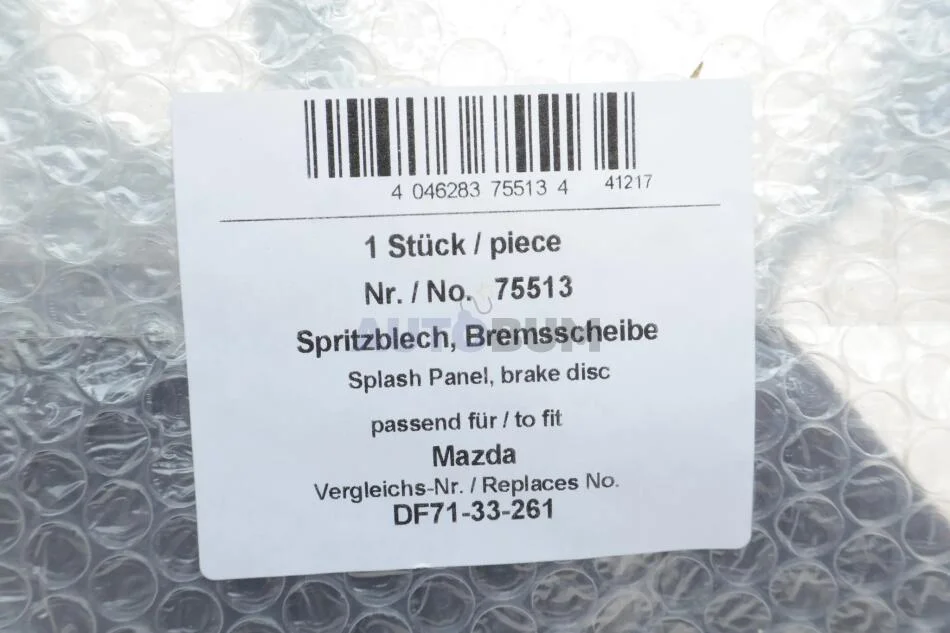 4 046283 75513 4 41217
1 Stück / piece
Nr. / No. 75513
AUTOBUM
Spritzblech, Bremsscheibe
Splash Panel, brake disc
passend für / to fit
Mazda
Vergleichs-Nr. / Replaces No.
DF71-33-261